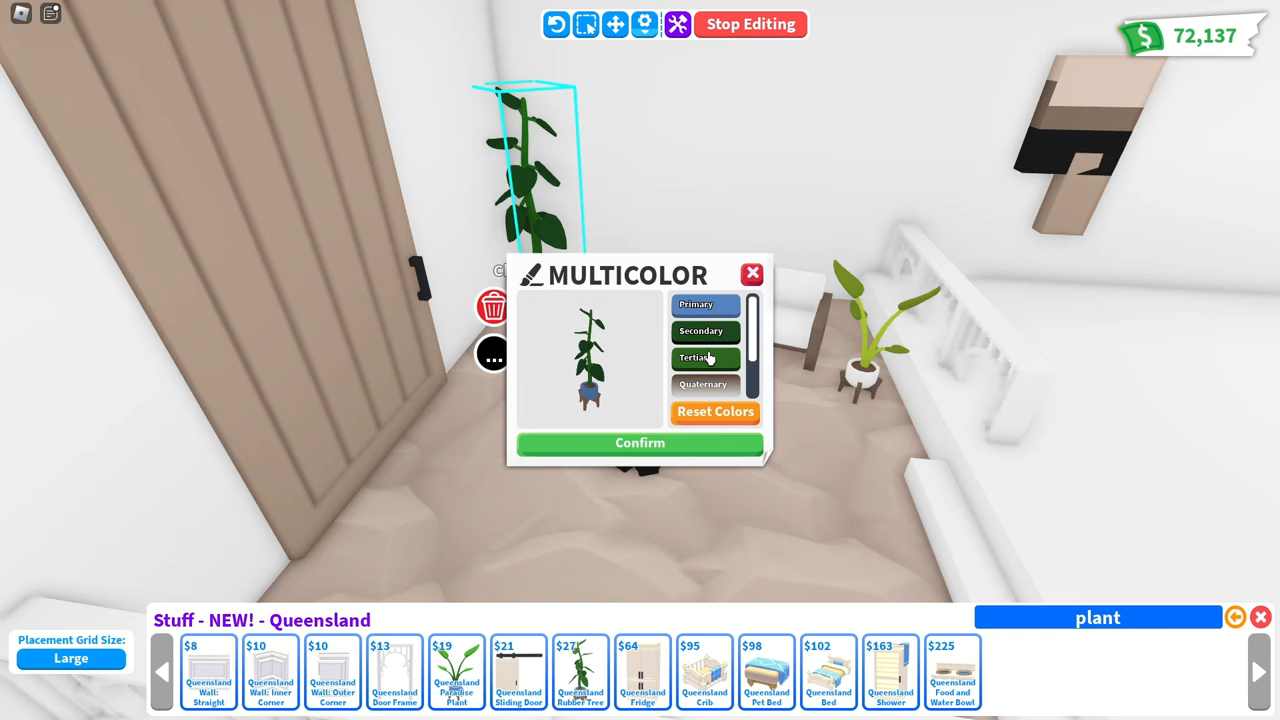 Stop Editing
72,137
MULTICOLOR
Primary
Secondary
Quaternary
Reset Colors
Confirm
...
Stuff - NEW! - Queensland
plant
Placement Grid Size:
Large
$8
Queensland
Wall:
Straight
$10
Queensland
Wall: Inner
Corner
$10
Queensland
Wall: Outer
Corner
$13
Queensland
Door Frame
$19
Queensland
Paradise
Plant
$21
Queensland
Sliding Door
$27
Queensland
Rubber Tree
$64
Queensland
Fridge
$95
Queensland
Crib
$98
Queensland
Pet Bed
$102
Queensland
Bed
$163
Queensland
Shower
$225
Queensland
Food and
Water Bowl